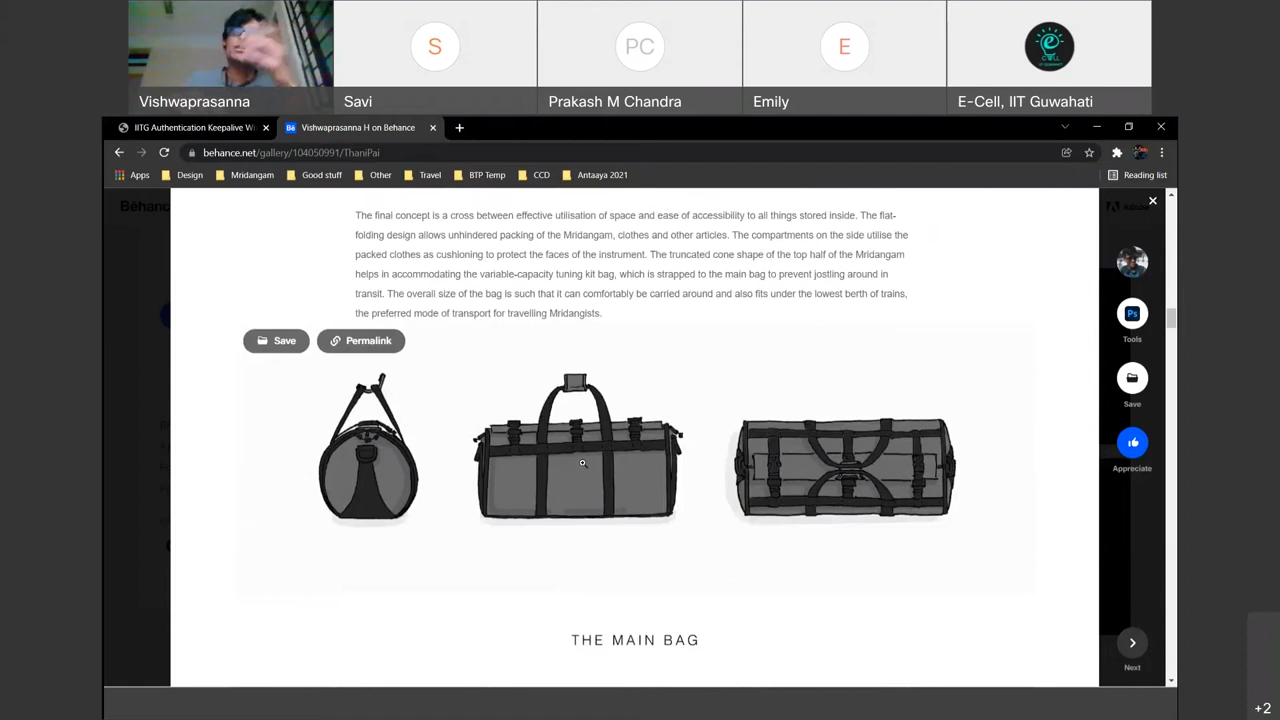 S
PC
E
e
CELL
IIT GUWAHATI
Vishwaprasanna
Savi
Prakash M Chandra
Emily
E-Cell, IIT Guwahati
IITG Authentication Keepalive Wi
Bē Vishwaprasanna H on Behance
behance.net/gallery/104050991/ThaniPai
Apps Design Mridangam Good stuff Other Travel BTP Temp CCD Antaaya 2021 Reading list
The final concept is a cross between effective utilisation of space and ease of accessibility to all things stored inside. The flat-
folding design allows unhindered packing of the Mridangam, clothes and other articles. The compartments on the side utilise the
packed clothes as cushioning to protect the faces of the instrument. The truncated cone shape of the top half of the Mridangam
helps in accommodating the variable-capacity tuning kit bag, which is strapped to the main bag to prevent jostling around in
transit. The overall size of the bag is such that it can comfortably be carried around and also fits under the lowest berth of trains,
the preferred mode of transport for travelling Mridangists.
Save Permalink
Ps
Tools
Save
Appreciate
THE MAIN BAG
Next
+2